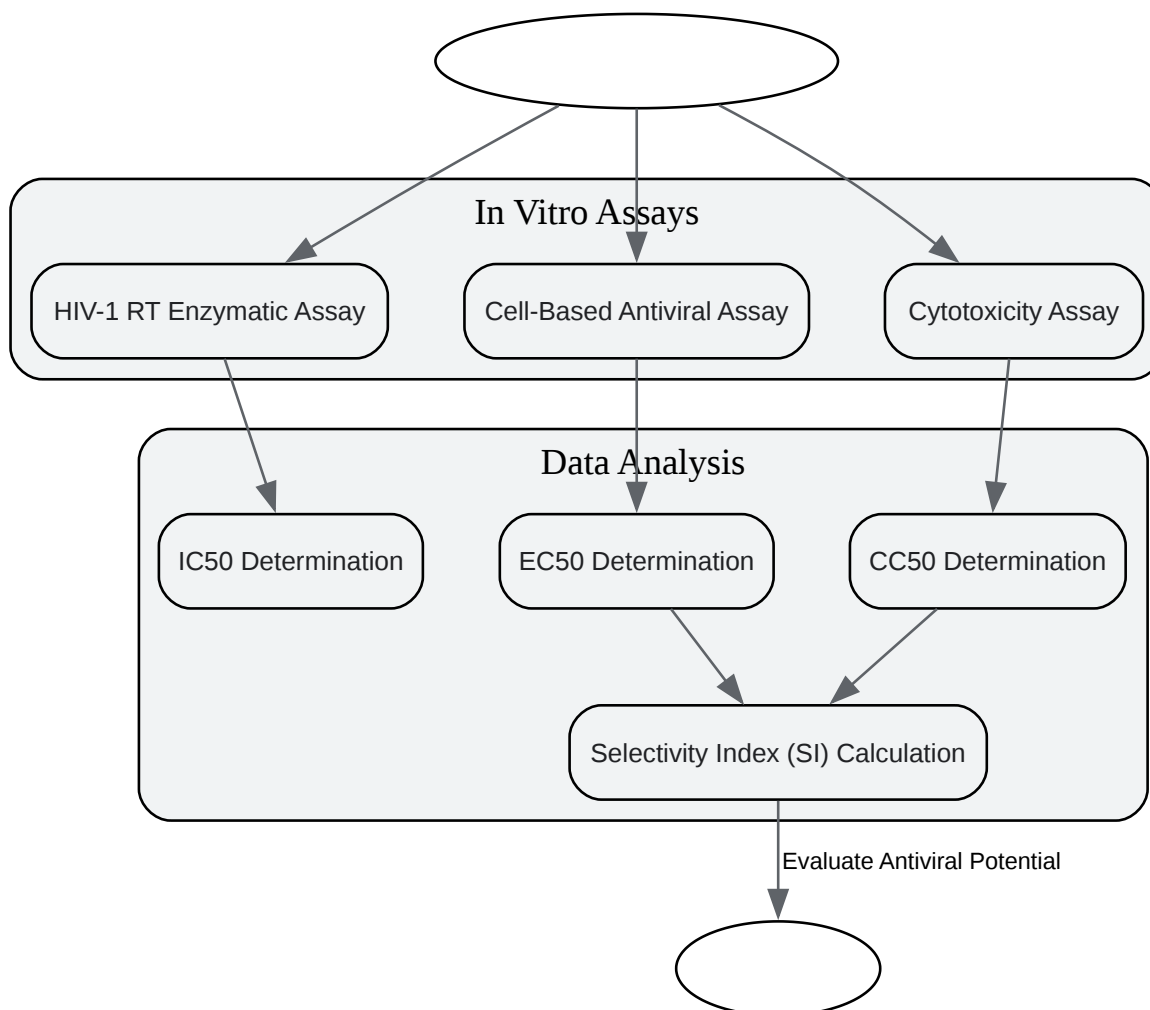 In Vitro Assays
HIV-1 RT Enzymatic Assay
Cell-Based Antiviral Assay
Cytotoxicity Assay
Data Analysis
IC50 Determination
EC50 Determination
CC50 Determination
Selectivity Index (SI) Calculation
Evaluate Antiviral Potential